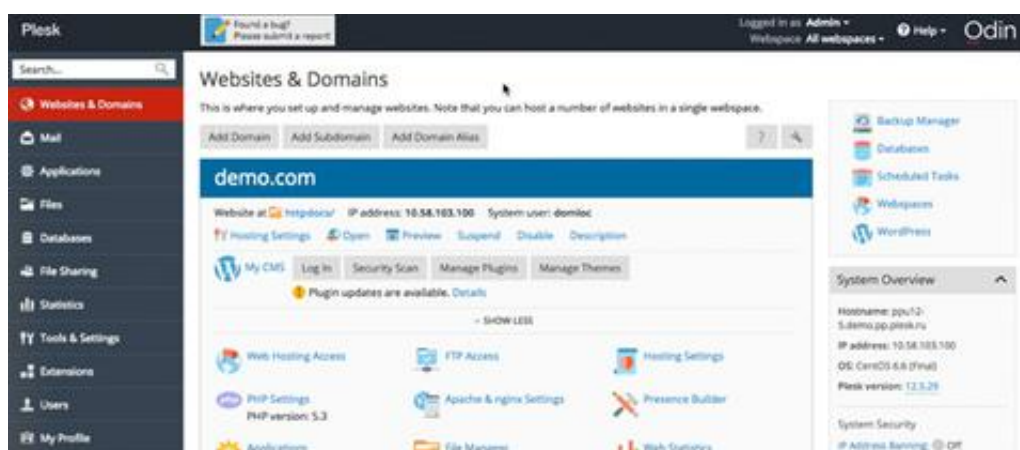 Plesk
Found a bug?
Please submit a report
Logged in as Admin
Webspace All webspaces
Help
Odin
Search...
Websites & Domains
Mail
Applications
Files
Databases
File Sharing
Statistics
Tools & Settings
Extensions
Users
My Profile
Websites & Domains
This is where you set up and manage websites. Note that you can host a number of websites in a single webspace.
Add Domain Add Subdomain Add Domain Alias ?
demo.com
Website at httpdocs/ IP address: 10.58.103.100 System user: domloc
Hosting Settings Open Preview Suspend Disable Description
My CMS Log In Security Scan Manage Plugins Manage Themes
Plugin updates are available. Details
SHOW LESS
Web Hosting Access FTP Access Hosting Settings
PHP Settings Apache & nginx Settings Presence Builder
PHP version: 5.3
Applications File Manager Web Statistics
Backup Manager
Databases
Scheduled Tasks
Webspaces
WordPress
System Overview
Hostname: ppu12-
5.demo.pp.plesk.ru
IP address: 10.58.103.100
OS: CentOS 6.6 (Final)
Plesk version: 12.5.29
System Security
IP Address Banning: Off